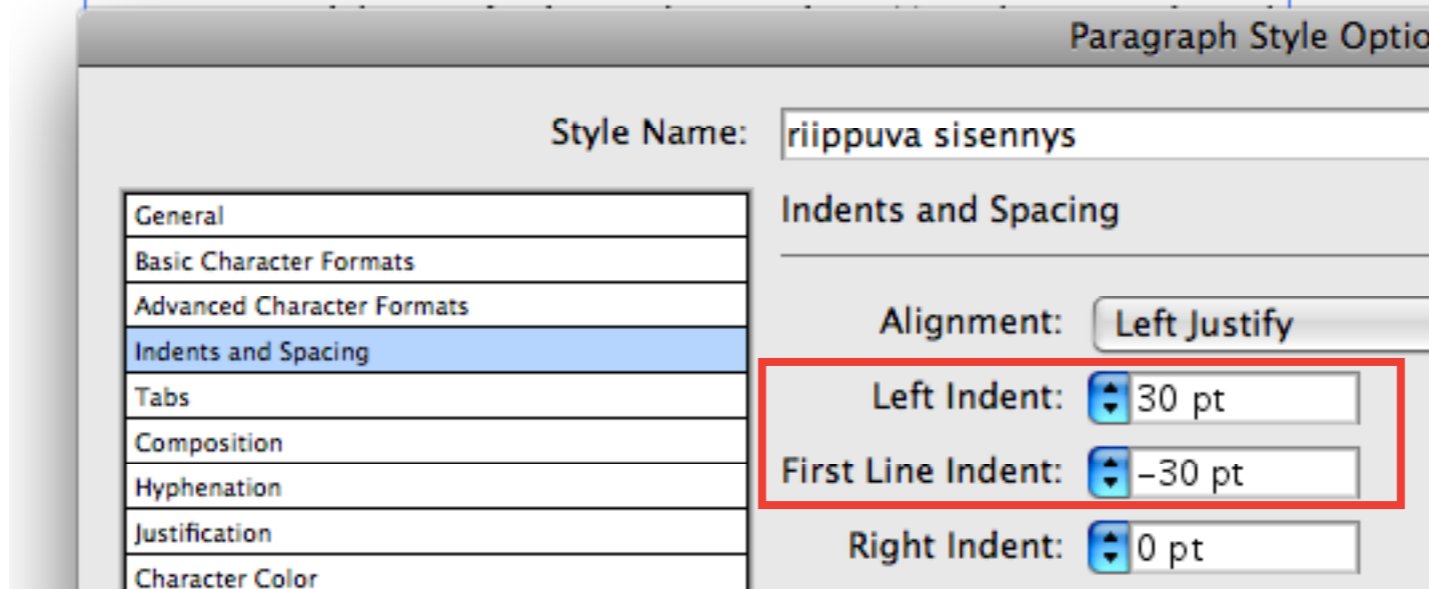 Paragraph Style Optio
Style Name: riippuva sisennys
General
Basic Character Formats
Advanced Character Formats
Indents and Spacing
Tabs
Composition
Hyphenation
Justification
Character Color
Indents and Spacing
Alignment: Left Justify
Left Indent: 30 pt
First Line Indent: -30 pt
Right Indent: 0 pt